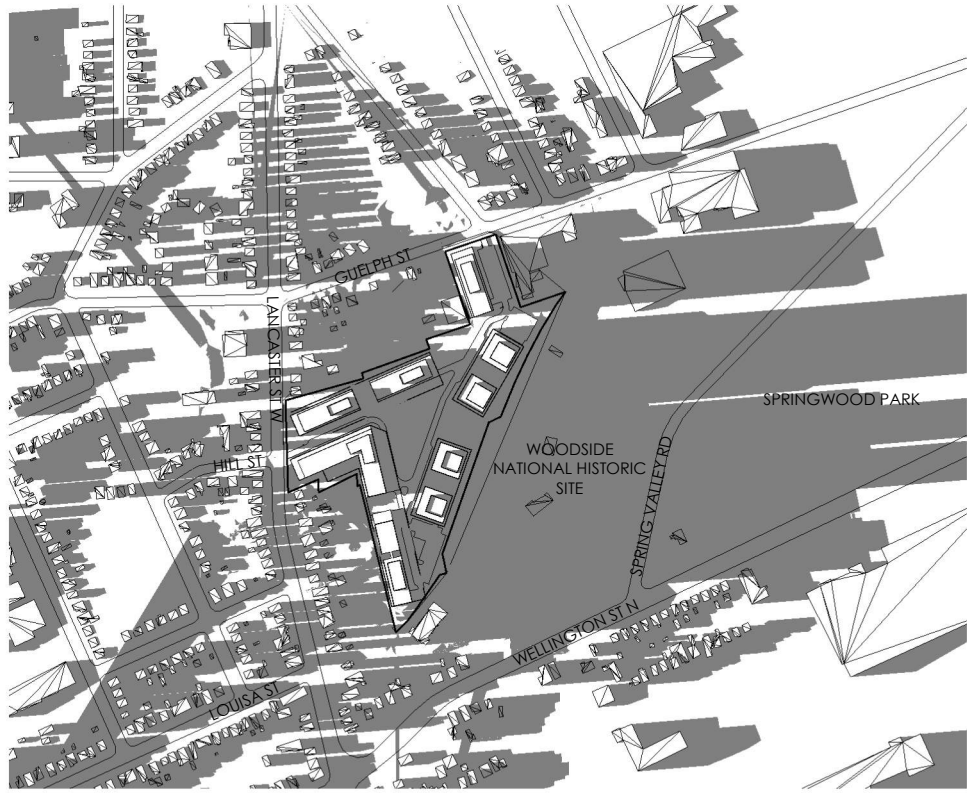 GUELPH ST
LANCASTER ST W
SPRINGWOOD PARK
WOODSIDE
NATIONAL HISTORIC
SITE
HILL ST
SPRING VALLEY RD
WELLINGTON ST N
LOUISA ST